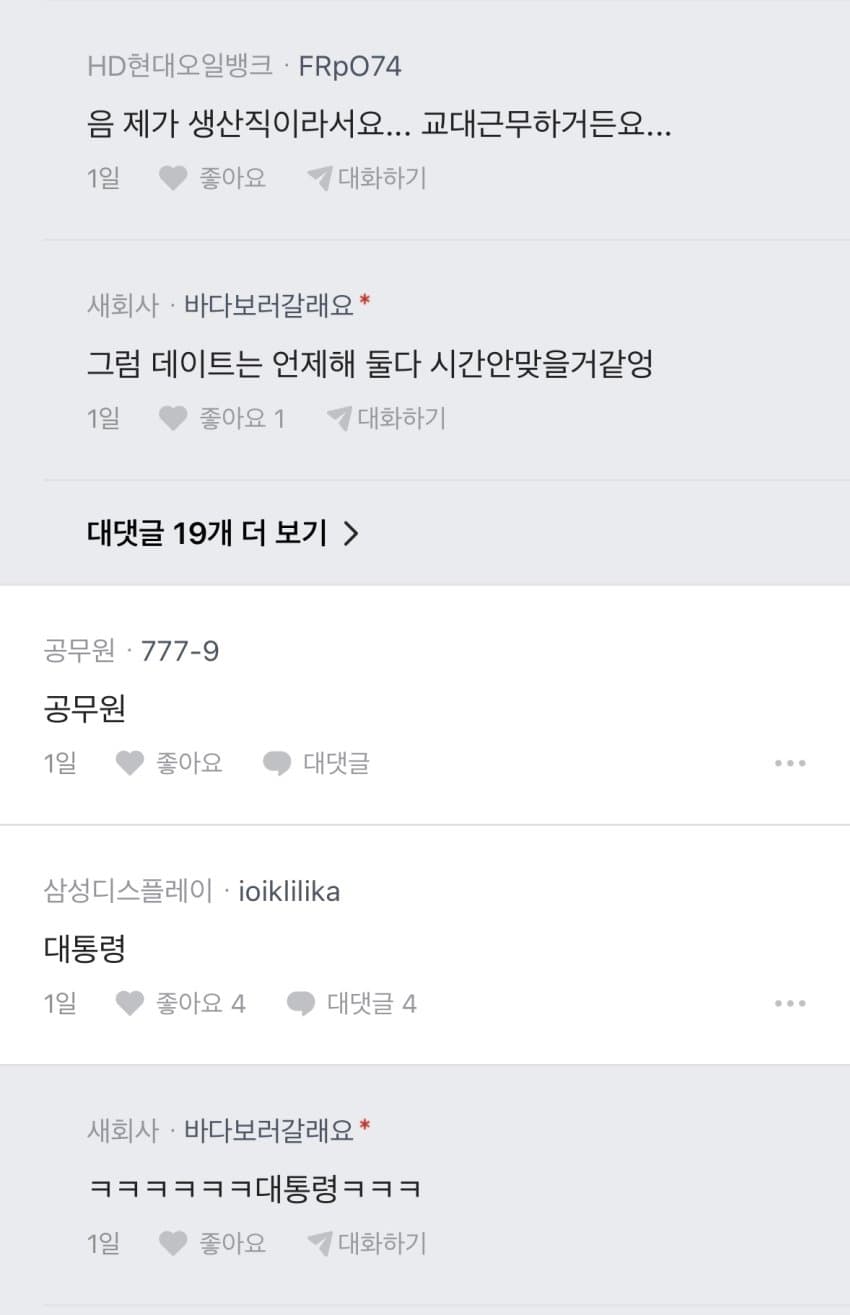 HD현대오일뱅크 · FRpO74
음 제가 생산직이라서요... 교대근무하거든요...
1일 좋아요 대화하기
새회사 · 바다보러갈래요 *
그럼 데이트는 언제해 둘다 시간안맞을거같엉
1일 좋아요 1 대화하기
대댓글 19개 더 보기 >
공무원 · 777-9
공무원
1일 좋아요 대댓글
삼성디스플레이 · ioiklilika
대통령
1일 좋아요 4 대댓글 4
새회사 · 바다보러갈래요 *
ㅋㅋㅋㅋㅋㅋ대통령ㅋㅋㅋ
1일 좋아요 대화하기